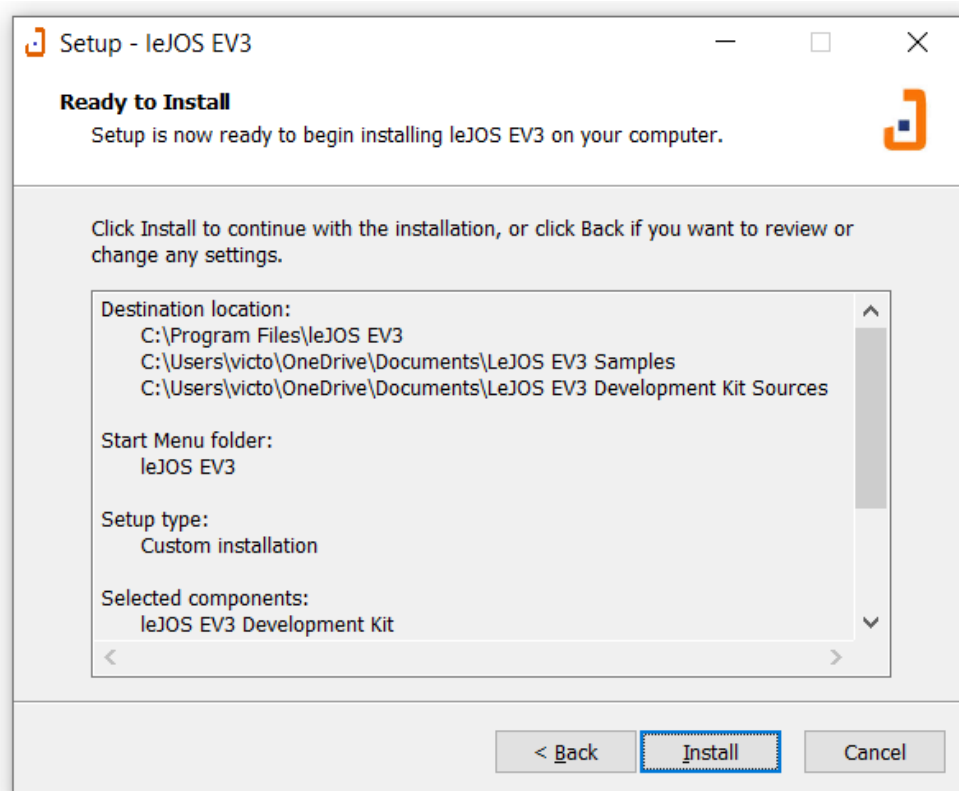 Setup - leJOS EV3
Ready to Install
Setup is now ready to begin installing leJOS EV3 on your computer.
Click Install to continue with the installation, or click Back if you want to review or
change any settings.
Destination location:
C:\Program Files\leJOS EV3
C:\Users\victo\OneDrive\Documents\LeJOS EV3 Samples
C:\Users\victo\OneDrive\Documents\LeJOS EV3 Development Kit Sources
Start Menu folder:
leJOS EV3
Setup type:
Custom installation
Selected components:
leJOS EV3 Development Kit
< Back
Install
Cancel